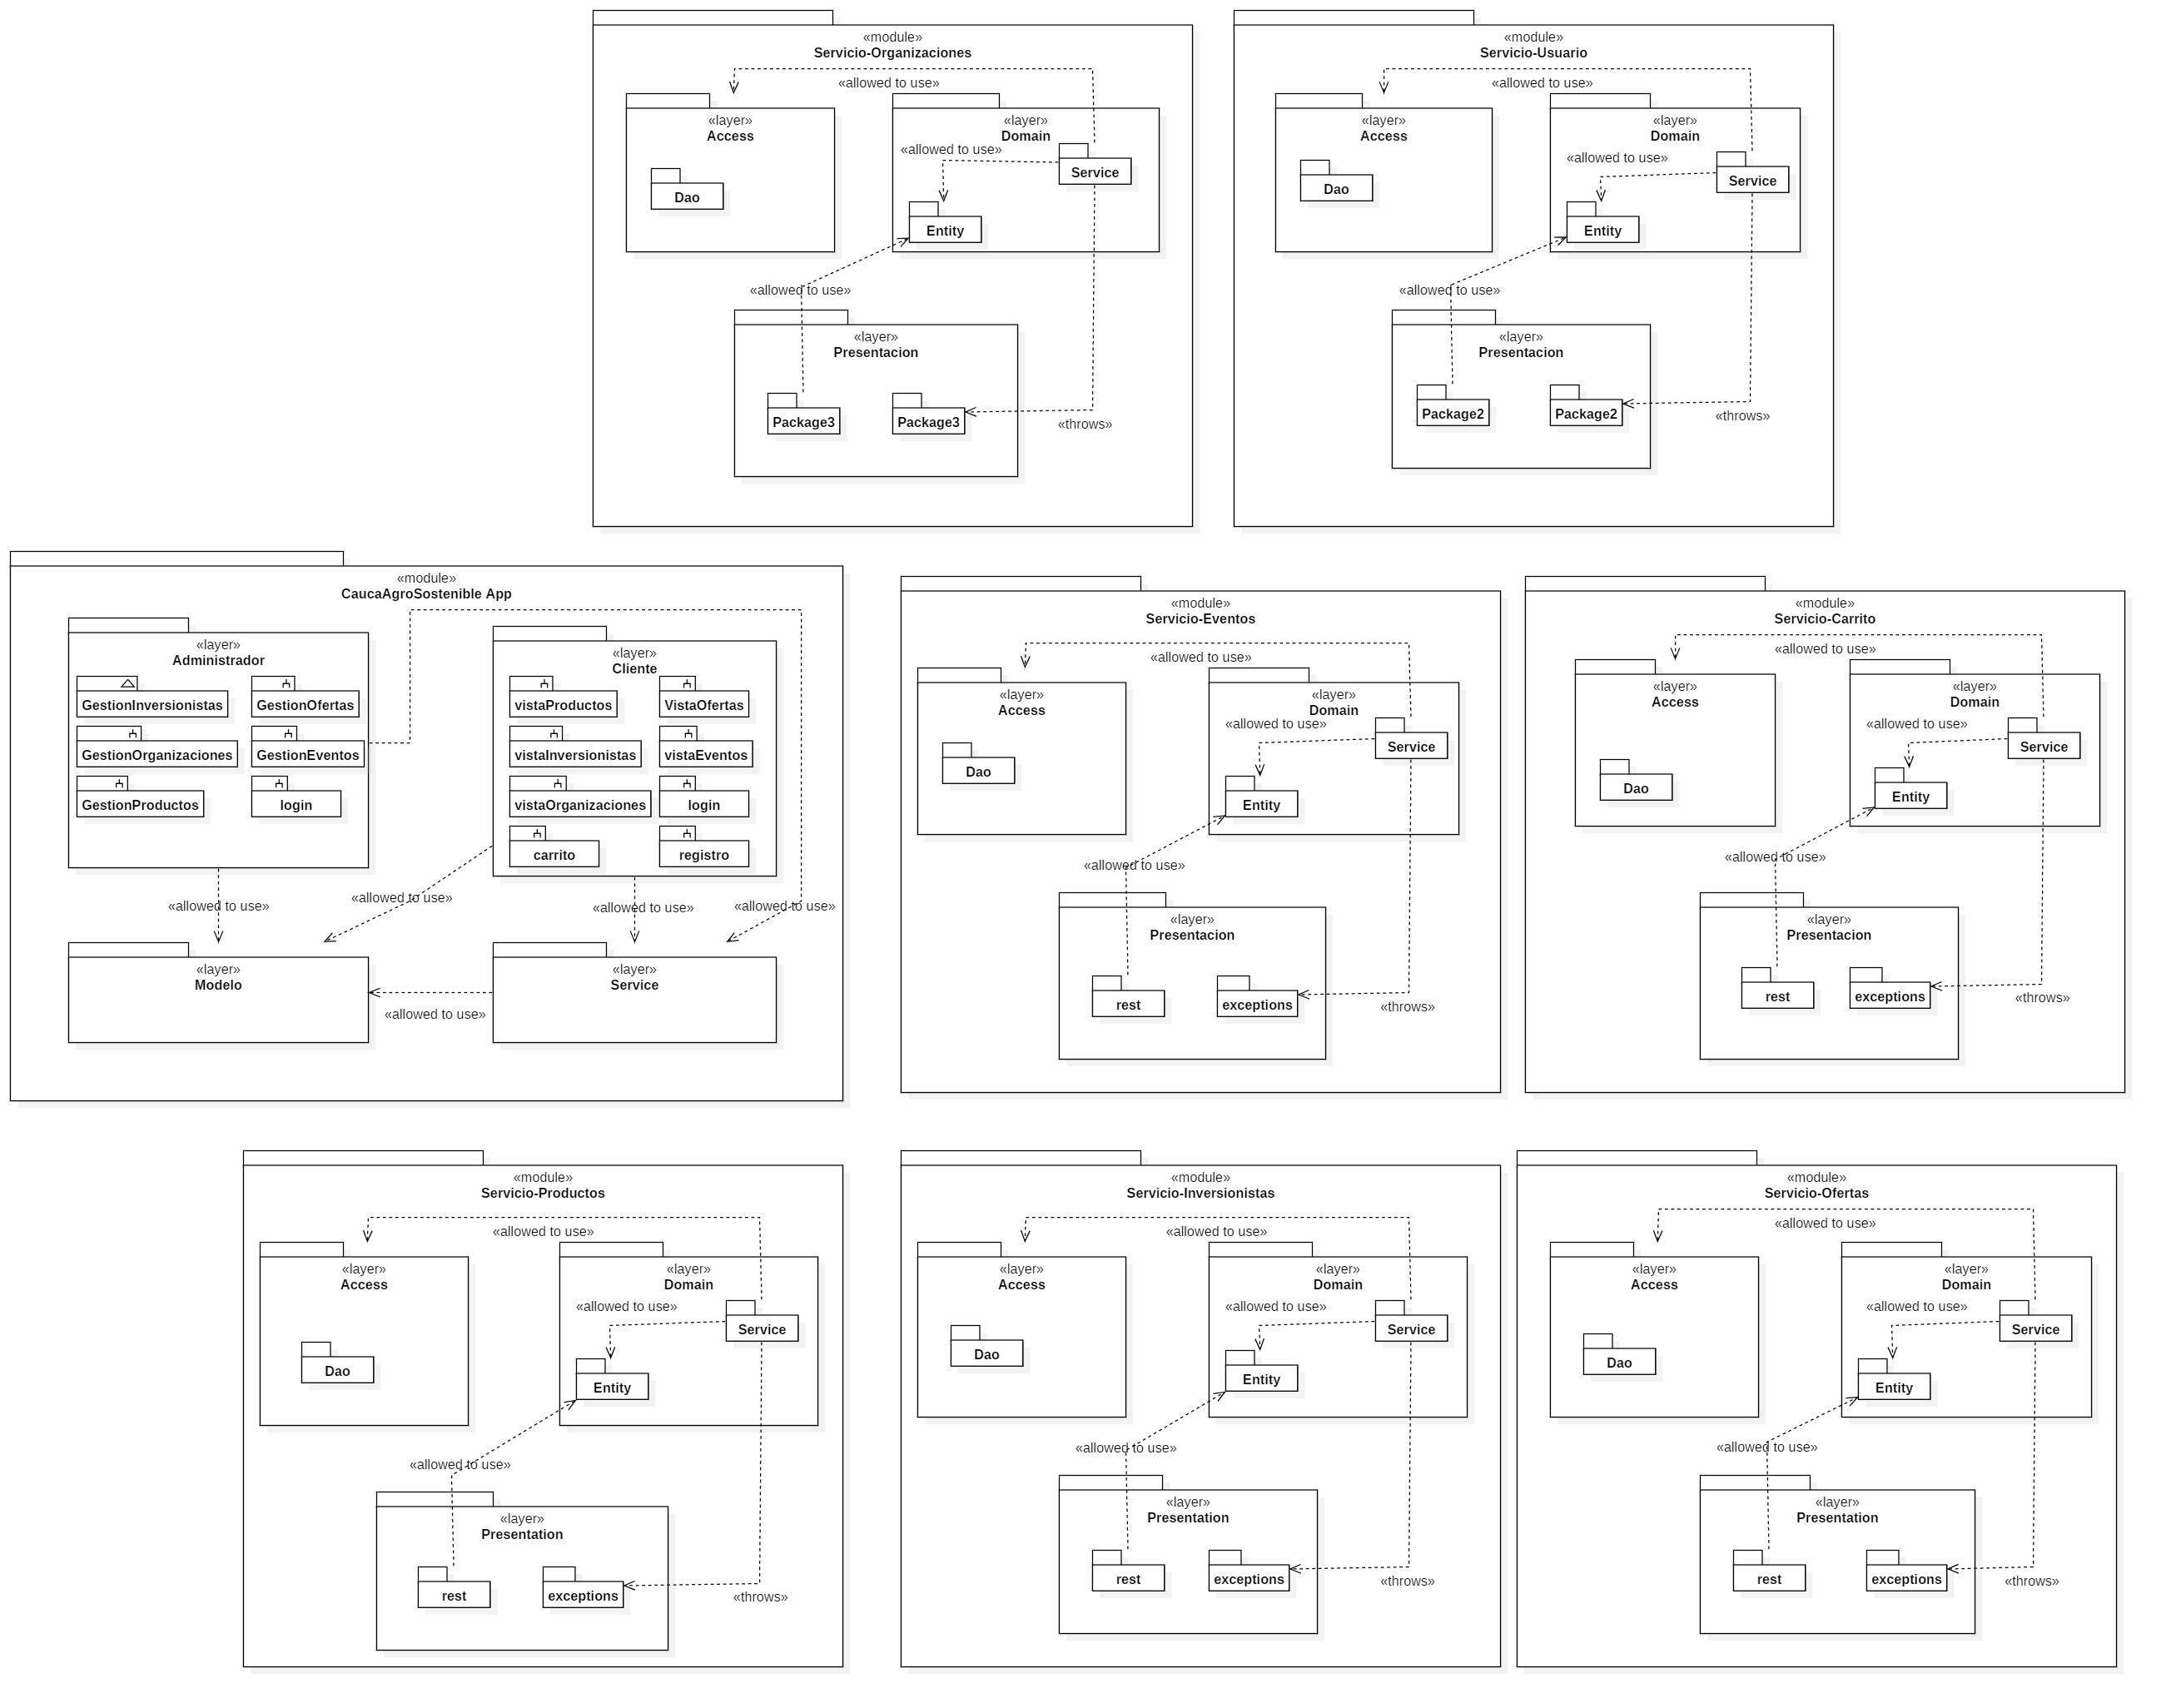 «module»
Servicio-Organizaciones
«allowed to use»
«layer»
Access
Dao
«layer»
Domain
«allowed to use»
Service
Entity
«allowed to use»
«layer»
Presentacion
Package3
Package3
«throws»
«module»
Servicio-Usuario
«allowed to use»
«layer»
Access
Dao
«layer»
Domain
«allowed to use»
Service
Entity
«allowed to use»
«layer»
Presentacion
Package2
Package2
«throws»
«module»
CaucaAgroSostenible App
«layer»
Administrador
GestionInversionistas
GestionOfertas
GestionOrganizaciones
GestionEventos
GestionProductos
login
«layer»
Cliente
vistaProductos
VistaOfertas
vistaInversionistas
vistaEventos
vistaOrganizaciones
login
carrito
registro
«allowed to use»
«allowed to use»
«allowed to use»
«allowed to use»
«layer»
Modelo
«layer»
Service
«allowed to use»
«module»
Servicio-Eventos
«allowed to use»
«layer»
Access
Dao
«layer»
Domain
«allowed to use»
Service
Entity
«allowed to use»
«layer»
Presentacion
rest
exceptions
«throws»
«module»
Servicio-Carrito
«allowed to use»
«layer»
Access
Dao
«layer»
Domain
«allowed to use»
Service
Entity
«allowed to use»
«layer»
Presentacion
rest
exceptions
«throws»
«module»
Servicio-Productos
«allowed to use»
«layer»
Access
Dao
«layer»
Domain
«allowed to use»
Service
Entity
«allowed to use»
«layer»
Presentation
rest
exceptions
«throws»
«module»
Servicio-Inversionistas
«allowed to use»
«layer»
Access
Dao
«layer»
Domain
«allowed to use»
Service
Entity
«allowed to use»
«layer»
Presentation
rest
exceptions
«throws»
«module»
Servicio-Ofertas
«allowed to use»
«layer»
Access
Dao
«layer»
Domain
«allowed to use»
Service
Entity
«allowed to use»
«layer»
Presentation
rest
exceptions
«throws»